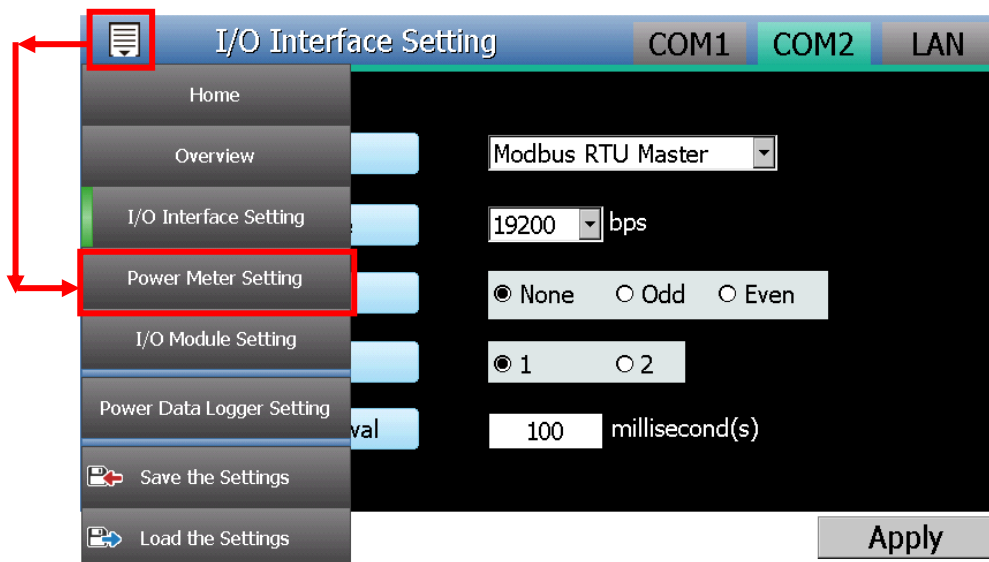 I/O Interface Setting COM1 COM2 LAN
Home
Overview
Modbus RTU Master
I/O Interface Setting
19200 bps
Power Meter Setting
None Odd Even
I/O Module Setting
1 2
Power Data Logger Setting
val 100 millisecond(s)
Save the Settings
Load the Settings
Apply